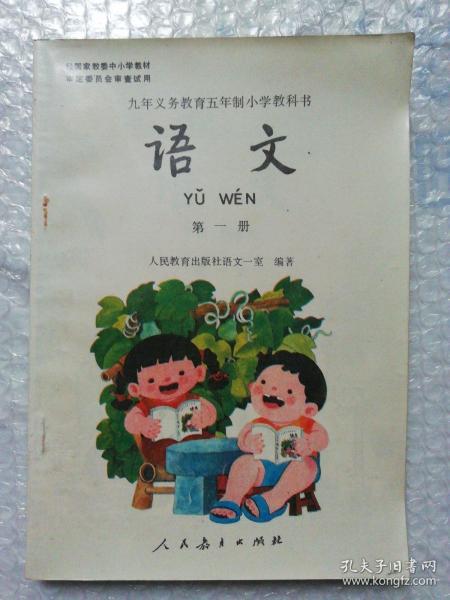 经国家教委中小学教材
审定委员会审查试用
九年义务教育五年制小学教科书
语文
YǓ WÉN
第一册
人民教育出版社语文一室 编著
人民教育出版社
孔夫子旧书网
www.kongfz.com